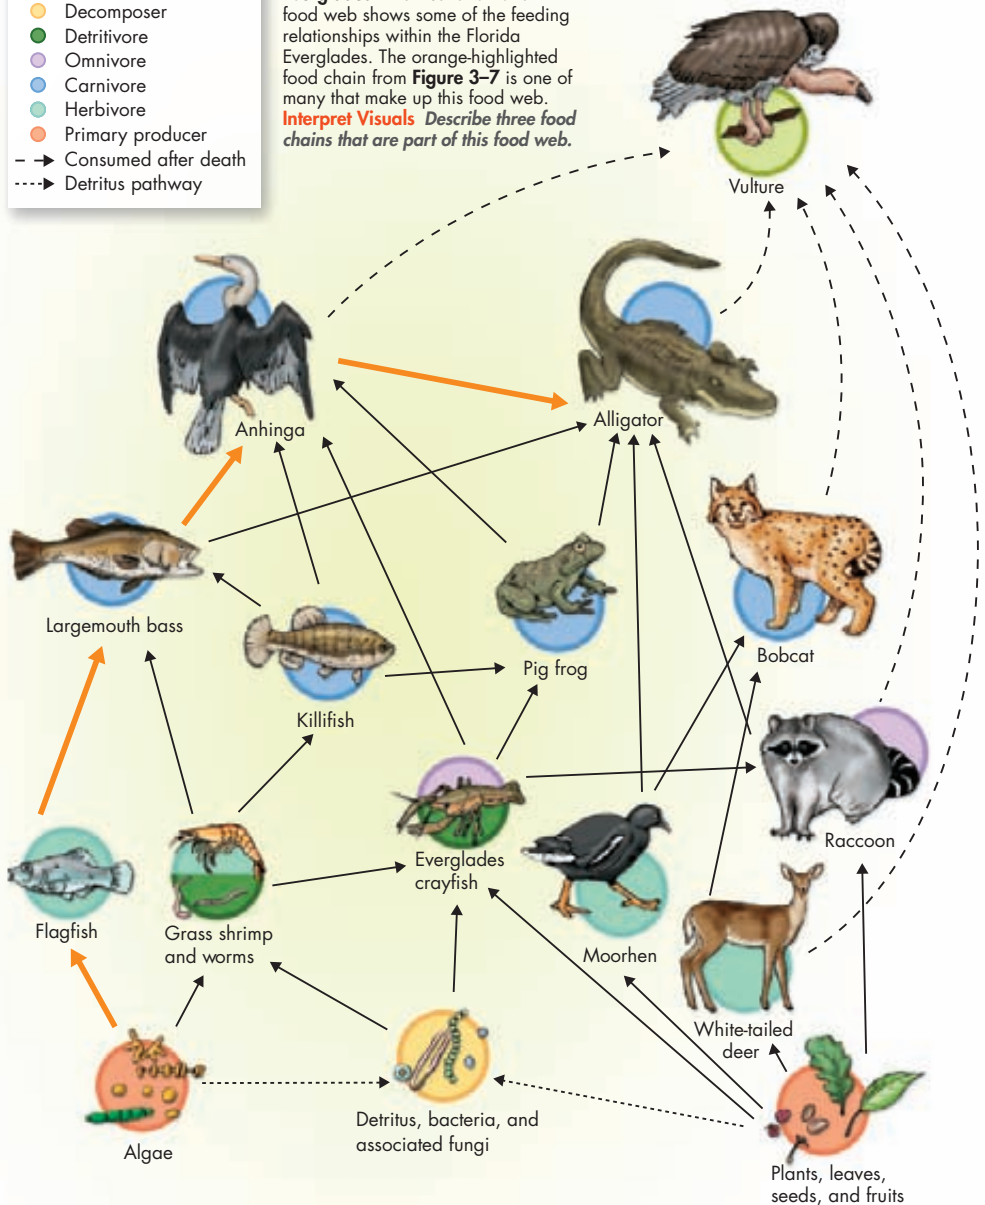 Decomposer
Detritivore
Omnivore
Carnivore
Herbivore
Primary producer
Consumed after death
Detritus pathway
food web shows some of the feeding
relationships within the Florida
Everglades. The orange-highlighted
food chain from Figure 3–7 is one of
many that make up this food web.
Interpret Visuals Describe three food
chains that are part of this food web.
Vulture
Anhinga
Alligator
Largemouth bass
Killifish
Pig frog
Bobcat
Raccoon
Flagfish
Grass shrimp
and worms
Everglades
crayfish
Moorhen
White-tailed
deer
Algae
Detritus, bacteria, and
associated fungi
Plants, leaves,
seeds, and fruits